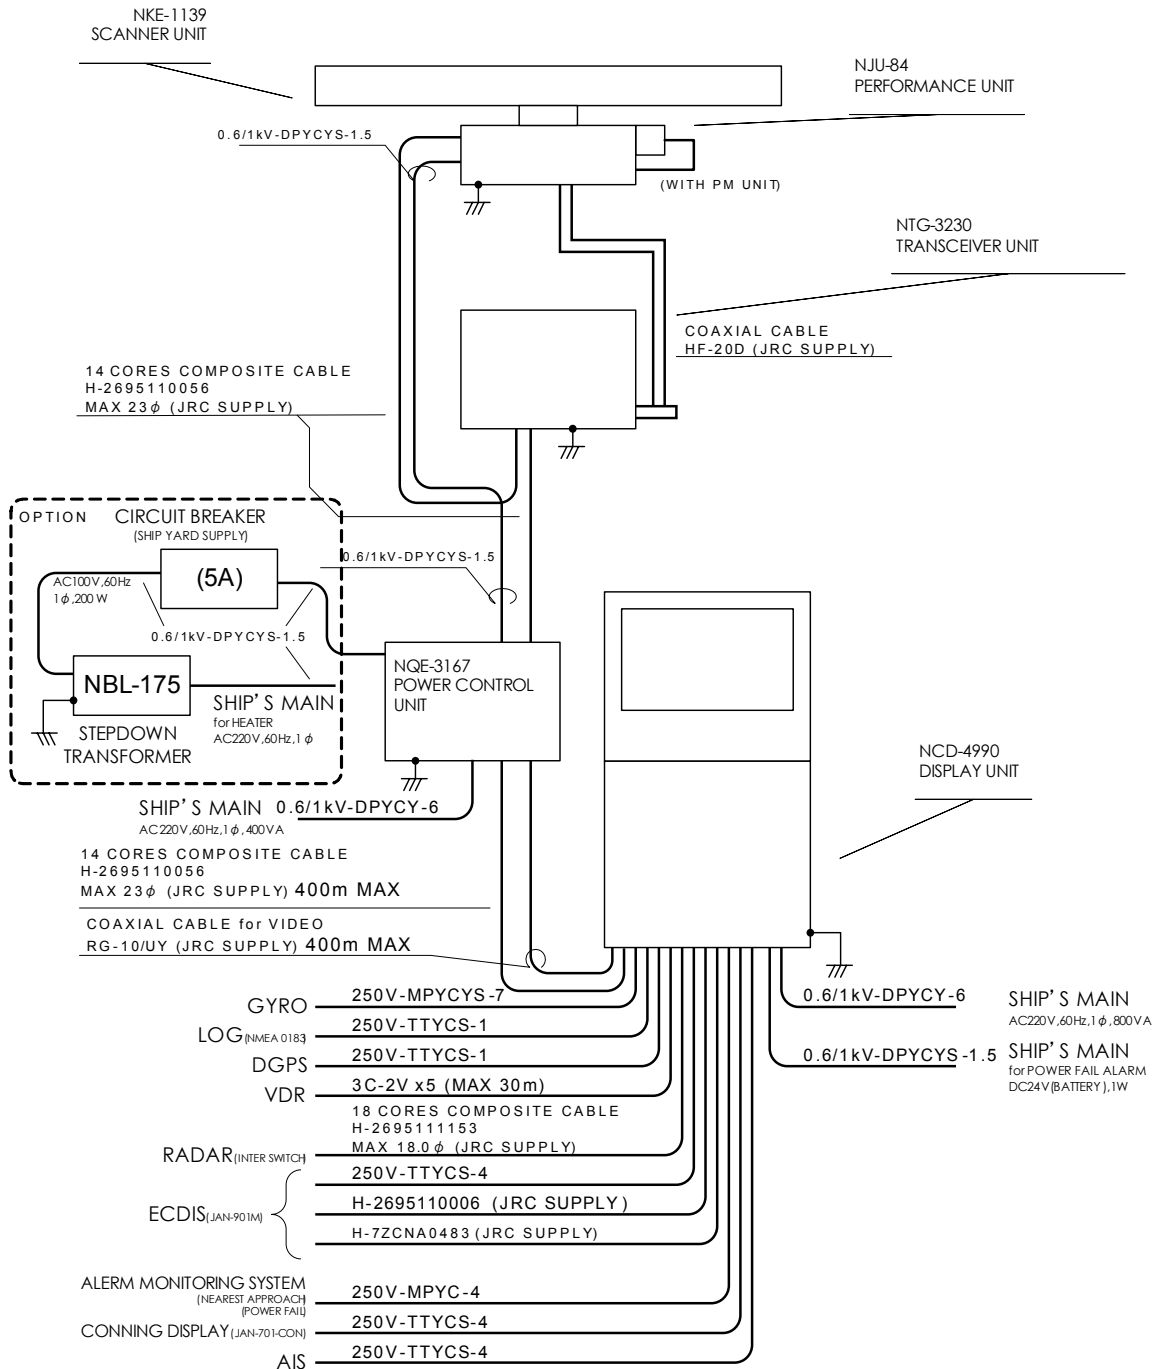 NKE-1139
SCANNER UNIT
NJU-84
PERFORMANCE UNIT
0.6/1kV-DPYCYS-1.5
(WITH PM UNIT)
NTG-3230
TRANSCEIVER UNIT
COAXIAL CABLE
HF-20D (JRC SUPPLY)
14 CORES COMPOSITE CABLE
H-2695110056
MAX 23φ (JRC SUPPLY)
OPTION
CIRCUIT BREAKER
(SHIP YARD SUPPLY)
(5A)
AC100V,60Hz
1φ,200 W
0.6/1kV-DPYCYS-1.5
0.6/1kV-DPYCYS-1.5
NBL-175
STEPDOWN
TRANSFORMER
SHIP'S MAIN
for HEATER
AC220V,60Hz,1φ
NQE-3167
POWER CONTROL
UNIT
NCD-4990
DISPLAY UNIT
SHIP'S MAIN 0.6/1kV-DPYCY-6
AC220V,60Hz,1φ,400VA
14 CORES COMPOSITE CABLE
H-2695110056
MAX 23φ (JRC SUPPLY) 400m MAX
COAXIAL CABLE for VIDEO
RG-10/UY (JRC SUPPLY) 400m MAX
GYRO 250V-MPYCYS-7
LOG(NMEA 0183) 250V-TTYCS-1
DGPS 250V-TTYCS-1
VDR 3C-2V x5 (MAX 30m)
18 CORES COMPOSITE CABLE
H-2695111153
MAX 18.0φ (JRC SUPPLY)
RADAR(INTER SWITCH)
250V-TTYCS-4
ECDIS(JAN-901M) H-2695110006 (JRC SUPPLY)
H-7ZCNA0483 (JRC SUPPLY)
ALERM MONITORING SYSTEM
(NEAREST APPROACH)
(POWER FAIL)
250V-MPYC-4
CONNING DISPLAY(JAN-701-CON) 250V-TTYCS-4
AIS 250V-TTYCS-4
0.6/1kV-DPYCY-6 SHIP'S MAIN
AC220V,60Hz,1φ,800VA
0.6/1kV-DPYCYS-1.5 SHIP'S MAIN
for POWER FAIL ALARM
DC24V(BATTERY),1W